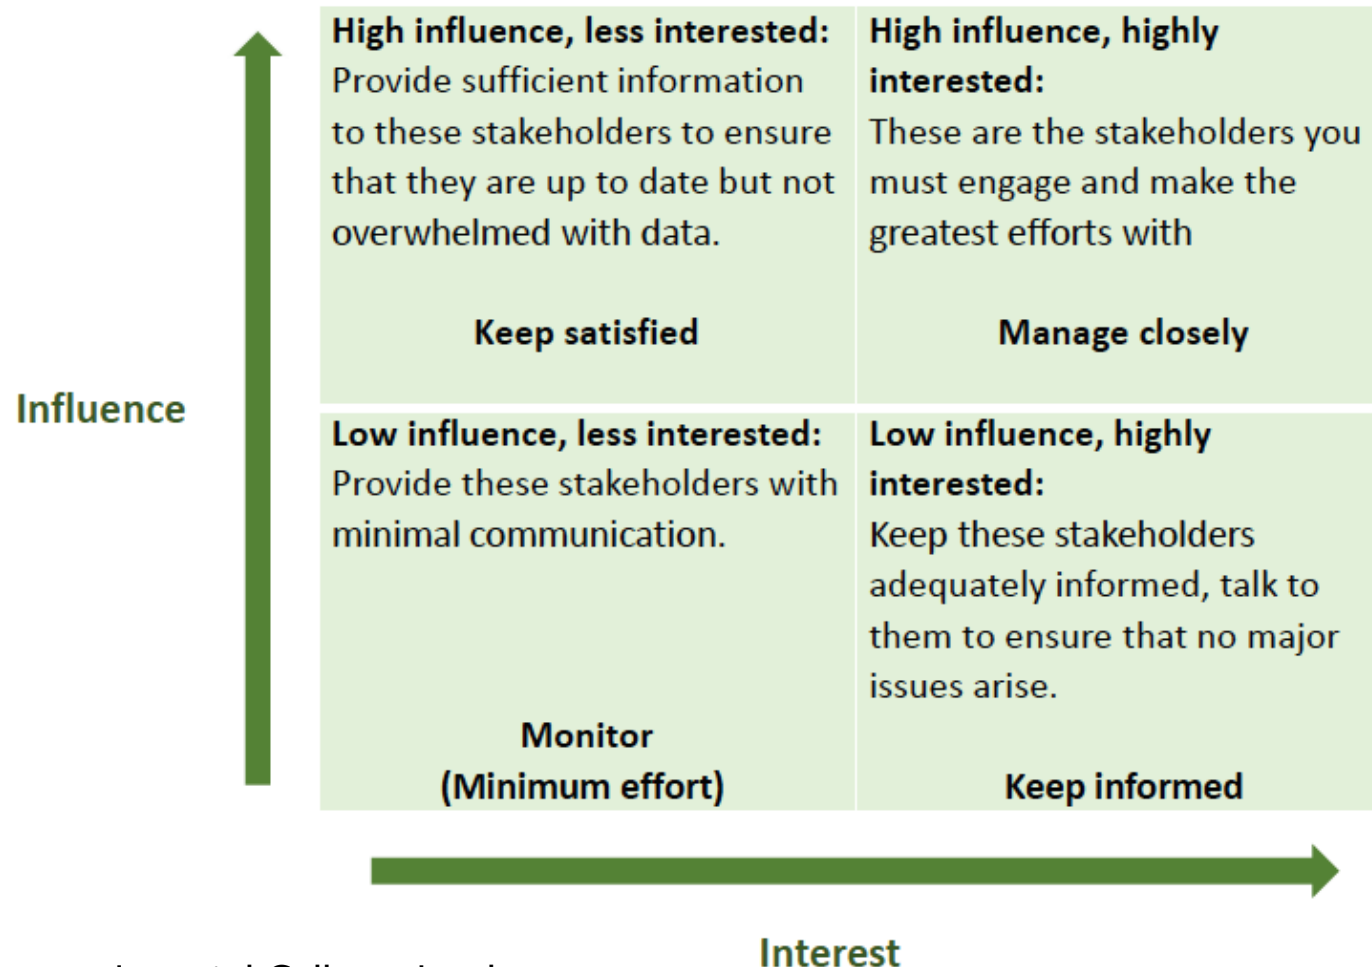 High influence, less interested:
Provide sufficient information
to these stakeholders to ensure
that they are up to date but not
overwhelmed with data.
Keep satisfied
High influence, highly
interested:
These are the stakeholders you
must engage and make the
greatest efforts with
Manage closely
Influence
Low influence, less interested:
Provide these stakeholders with
minimal communication.
Monitor
(Minimum effort)
Low influence, highly
interested:
Keep these stakeholders
adequately informed, talk to
them to ensure that no major
issues arise.
Keep informed
Interest